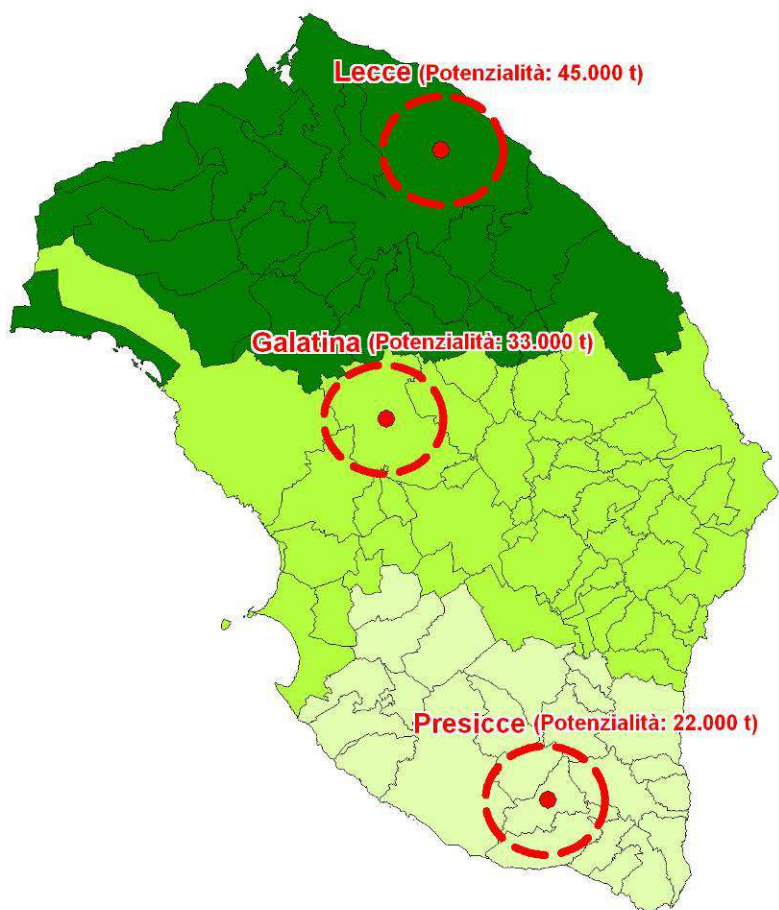 Lecce (Potenzialità: 45.000 t)
Galatina (Potenzialità: 33.000 t)
Presicce (Potenzialità: 22.000 t)